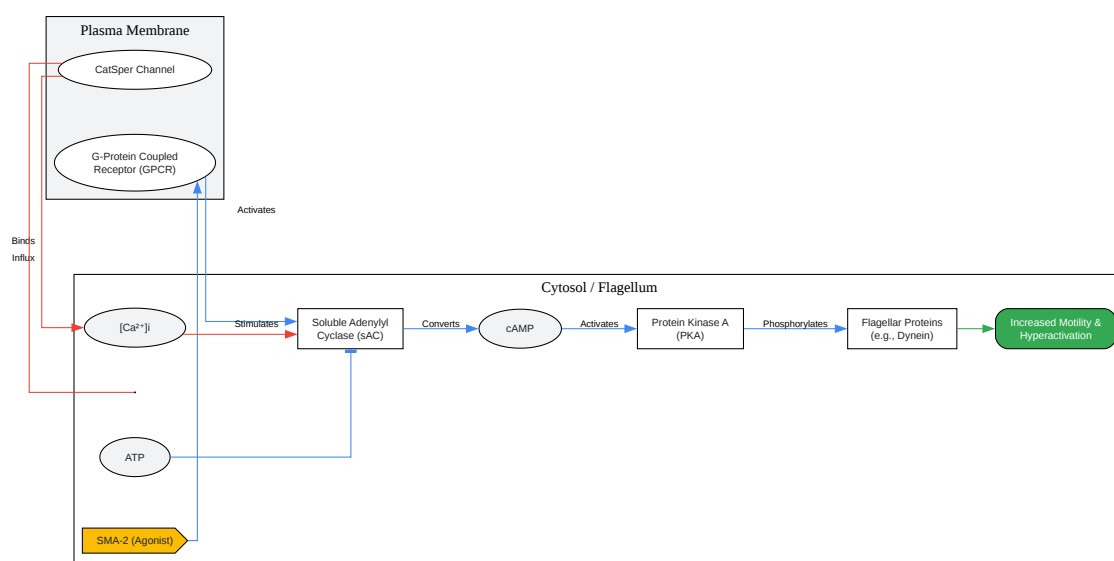 Plasma Membrane
CatSper Channel
G-Protein Coupled
Receptor (GPCR)
Activates
Binds
Influx
Cytosol / Flagellum
[Ca²⁺]i
Stimulates
Soluble Adenylyl
Cyclase (sAC)
Converts
cAMP
Activates
Protein Kinase A
(PKA)
Phosphorylates
Flagellar Proteins
(e.g., Dynein)
Increased Motility &
Hyperactivation
ATP
SMA-2 (Agonist)